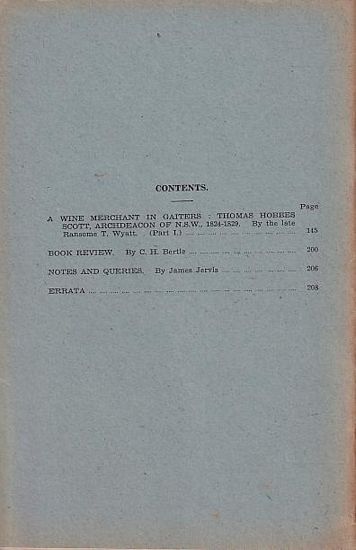 CONTENTS.
Page
A WINE MERCHANT IN GAITERS : THOMAS HOBBES
SCOTT, ARCHDEACON OF N.S.W., 1824-1829. By the late
Ransome T. Wyatt. (Part I.) ... ... ... ... ... ... ... ... 145
BOOK REVIEW. By C. H. Bertie ... ... ... ... ... ... ... 200
NOTES AND QUERIES. By James Jervis ... ... ... ... ... 206
ERRATA ... ... ... ... ... ... ... ... ... ... ... ... 208